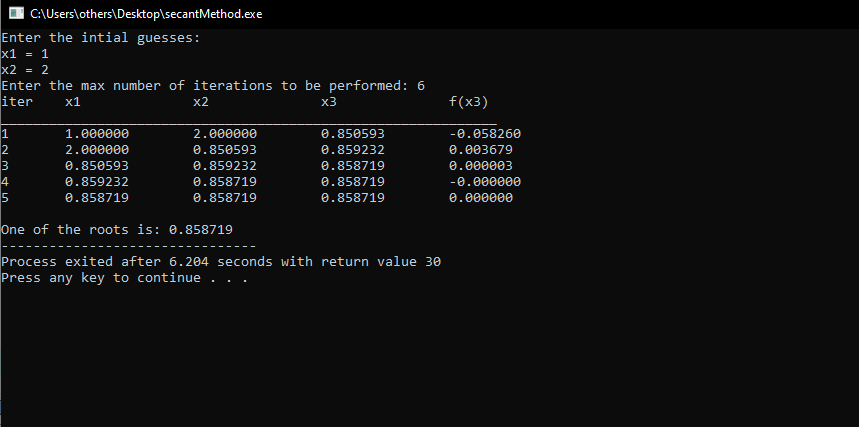 C:\Users\others\Desktop\secantMethod.exe
Enter the intial guesses:
x1 = 1
x2 = 2
Enter the max number of iterations to be performed: 6
iter    x1              x2              x3              f(x3)
______________________________________________________________
1       1.000000        2.000000        0.850593        -0.058260
2       2.000000        0.850593        0.859232        0.003679
3       0.850593        0.859232        0.858719        0.000003
4       0.859232        0.858719        0.858719        -0.000000
5       0.858719        0.858719        0.858719        0.000000
One of the roots is: 0.858719
--------------------------------
Process exited after 6.204 seconds with return value 30
Press any key to continue . . .